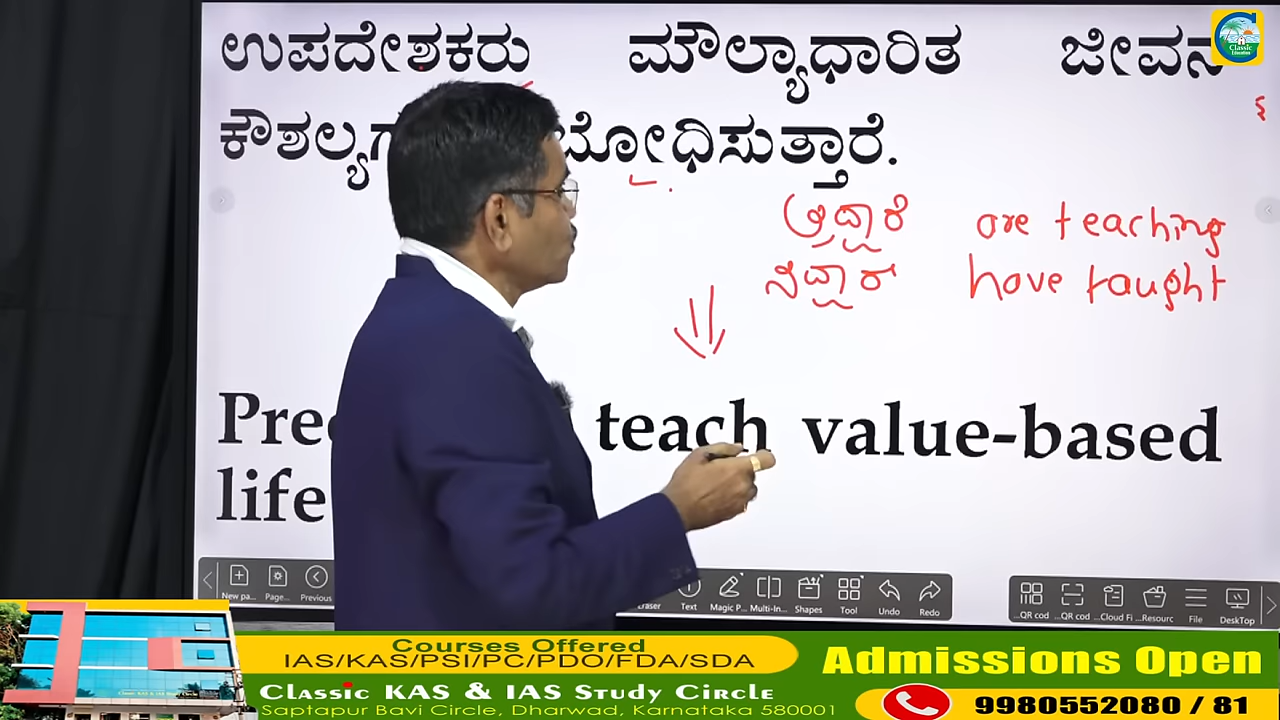 ಉಪದೇಶಕರು ಮೌಲ್ಯಾಧಾರಿತ ಜೀವನ
ಬೋಧಿಸುತ್ತಾರೆ.
are teaching
have taught
teach value-based
life
Classic
Education
New pa...
Page...
Previous
Text
Magic P...
Multi-In...
Shapes
Tool
Undo
Redo
...QR cod
...QR cod
...Cloud Fi
...Resourc
File
DeskTop
Courses Offered
IAS/KAS/PSI/PC/PDO/FDA/SDA
Classic KAS & IAS Study Circle
Saptapur Bavi Circle, Dharwad, Karnataka 580001
Admissions Open
9980552080 / 81